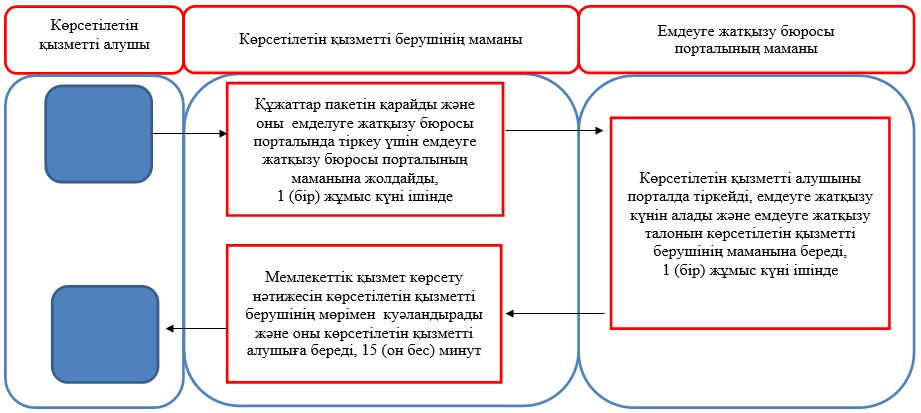 Көрсетілетін
қызметті алушы
Көрсетілетін қызметті берушінің маманы
Емдеуге жатқызу бюросы
порталының маманы
Құжаттар пакетін қарайды және
оны емделуге жатқызу бюросы
порталында тіркеу үшін емдеуге
жатқызу бюросы порталының
маманына жолдайды,
1 (бір) жұмыс күні ішінде
Көрсетілетін қызметті алушыны
порталда тіркейді, емдеуге жатқызу
күнін алады және емдеуге жатқызу
талонын көрсетілетін қызметті
берушінің маманына береді,
1 (бір) жұмыс күні ішінде
Мемлекеттік қызмет көрсету
нәтижесін көрсетілетін қызметті
берушінің мөрімен куәландырады
және оны көрсетілетін қызметті
алушыға береді, 15 (он бес) минут